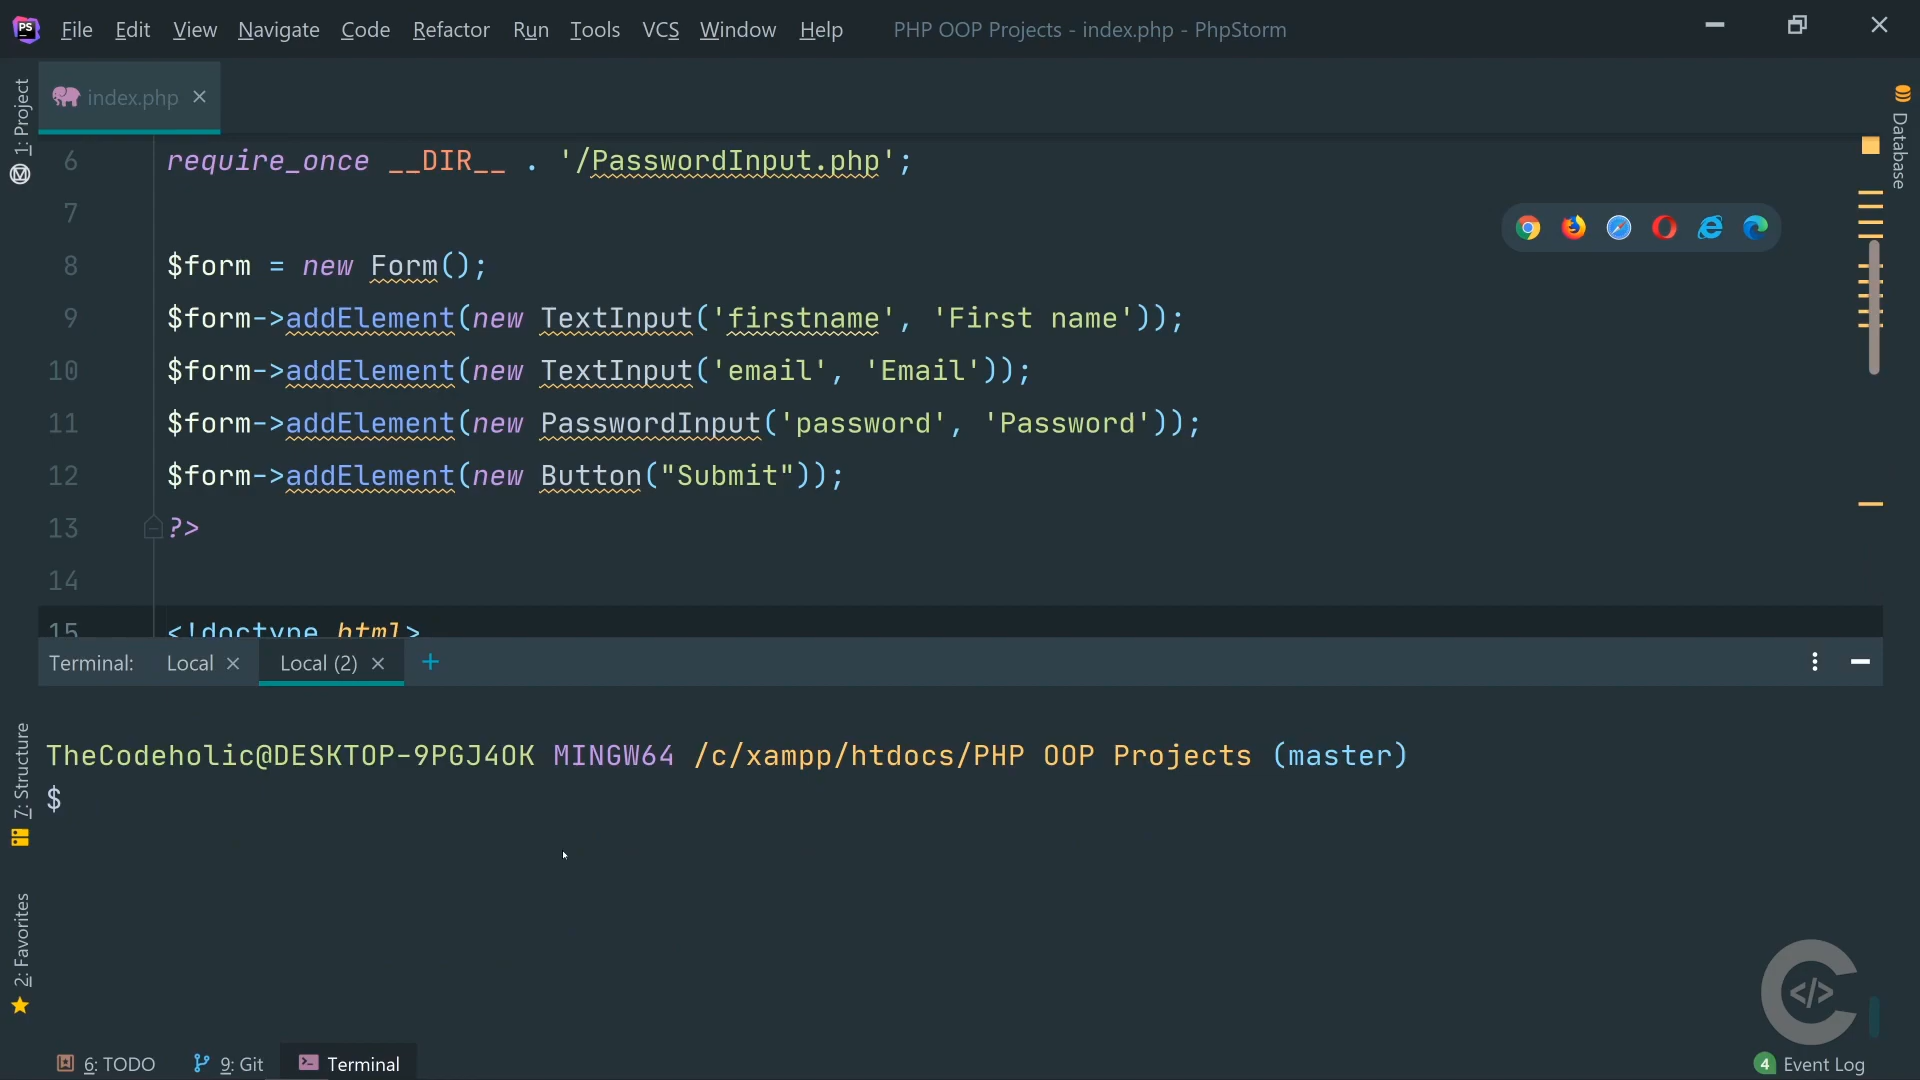 PS File Edit View Navigate Code Refactor Run Tools VCS Window Help PHP OOP Projects - index.php - PhpStorm
index.php
1: Project
Database
6 require_once __DIR__ . '/PasswordInput.php';
7
8 $form = new Form();
9 $form->addElement(new TextInput('firstname', 'First name'));
10 $form->addElement(new TextInput('email', 'Email'));
11 $form->addElement(new PasswordInput('password', 'Password'));
12 $form->addElement(new Button("Submit"));
13 ?>
14
15 <!doctype html>
Terminal: Local Local (2) +
7: Structure
TheCodeholic@DESKTOP-9PGJ4OK MINGW64 /c/xampp/htdocs/PHP OOP Projects (master)
$
2: Favorites
</>
6: TODO 9: Git Terminal 4 Event Log